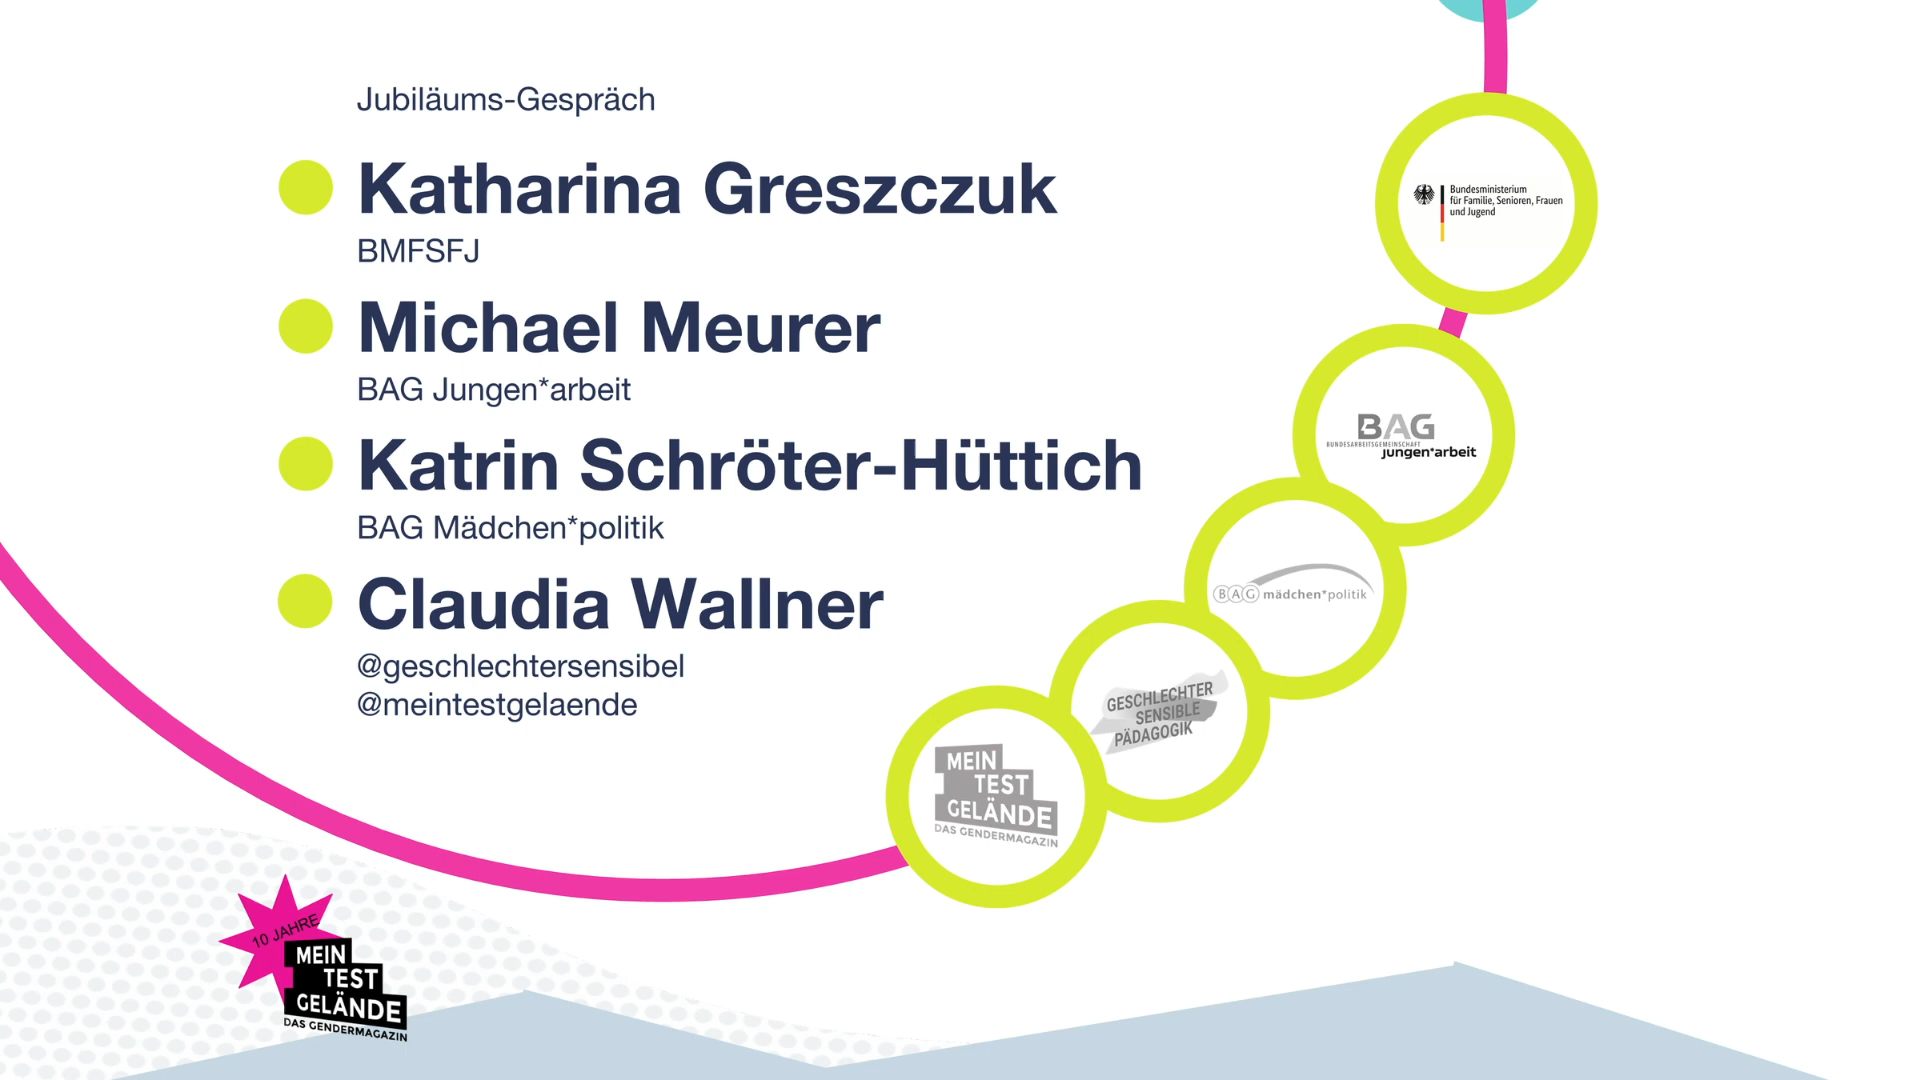 Jubiläums-Gespräch
Katharina Greszczuk
BMFSFJ
Michael Meurer
BAG Jungen*arbeit
Katrin Schröter-Hüttich
BAG Mädchen*politik
Claudia Wallner
@geschlechtersensibel
@meintestgelaende
Bundesministerium
für Familie, Senioren, Frauen
und Jugend
BAG
BUNDESARBEITSGEMEINSCHAFT
jungen*arbeit
BAG mädchen*politik
GESCHLECHTER
SENSIBLE
PÄDAGOGIK
MEIN
TEST
GELÄNDE
DAS GENDERMAGAZIN
10 JAHRE
MEIN
TEST
GELÄNDE
DAS GENDERMAGAZIN